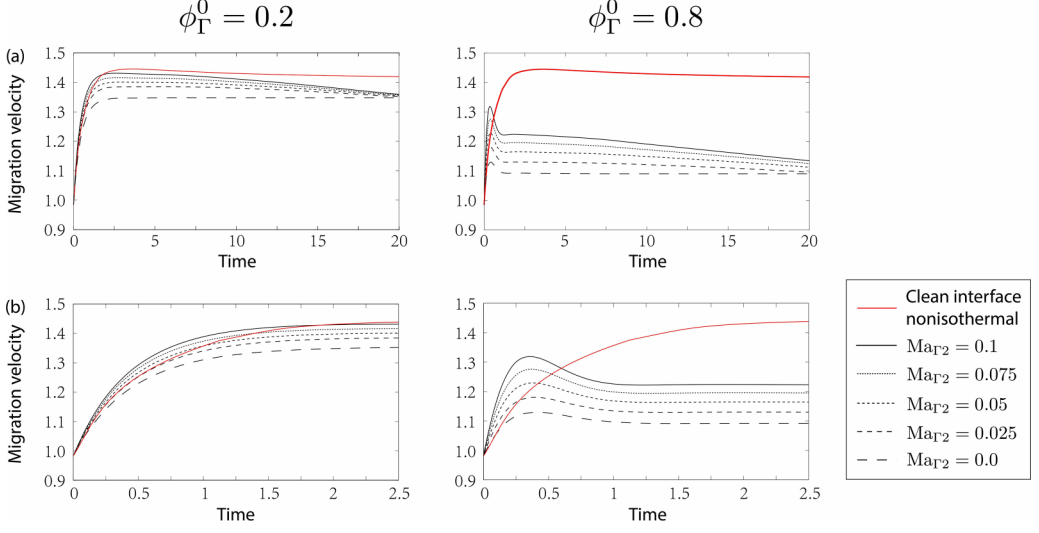 ϕ_Γ^0 = 0.2
ϕ_Γ^0 = 0.8
(a)
Migration velocity
1.5
1.4
1.3
1.2
1.1
1.0
0.9
0
5
10
15
20
Time
1.5
1.4
1.3
1.2
1.1
1.0
0.9
0
5
10
15
20
Time
(b)
Migration velocity
1.5
1.4
1.3
1.2
1.1
1.0
0.9
0
0.5
1
1.5
2
2.5
Time
1.5
1.4
1.3
1.2
1.1
1.0
0.9
0
0.5
1
1.5
2
2.5
Time
Clean interface
nonisothermal
Ma_Γ2 = 0.1
Ma_Γ2 = 0.075
Ma_Γ2 = 0.05
Ma_Γ2 = 0.025
Ma_Γ2 = 0.0